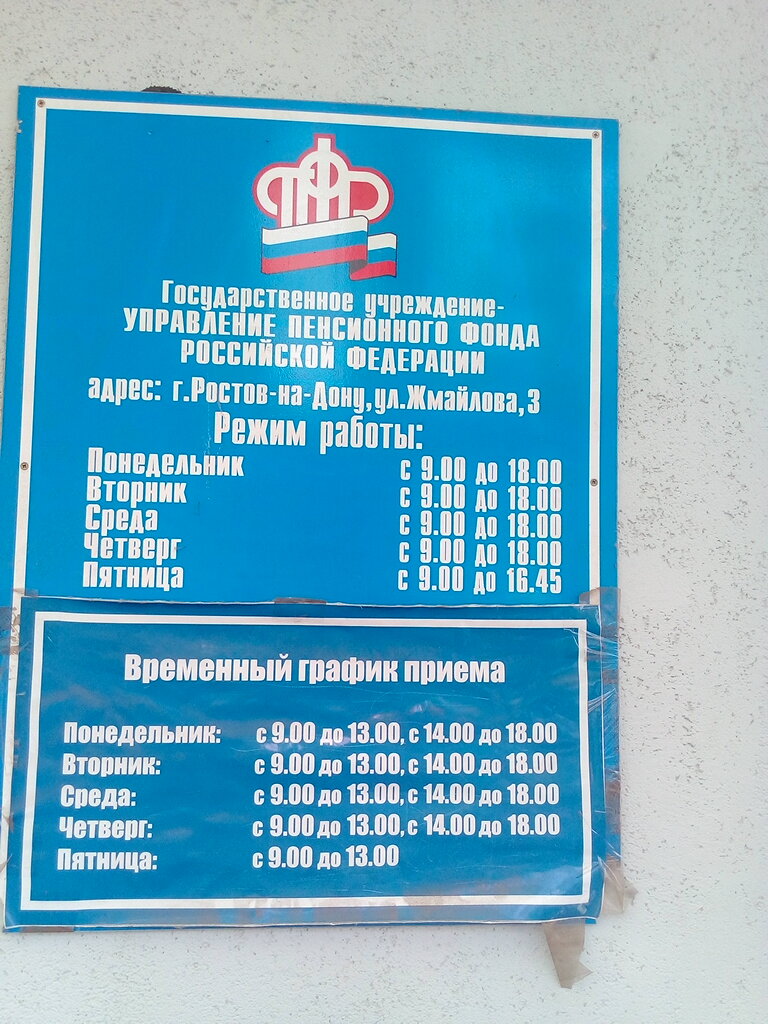 ПФР
Государственное учреждение-
УПРАВЛЕНИЕ ПЕНСИОННОГО ФОНДА
РОССИЙСКОЙ ФЕДЕРАЦИИ
адрес: г.Ростов-на-Дону,ул.Жмайлова,3
Режим работы:
Понедельник с 9.00 до 18.00
Вторник с 9.00 до 18.00
Среда с 9.00 до 18.00
Четверг с 9.00 до 18.00
Пятница с 9.00 до 16.45
Временный график приема
Понедельник: с 9.00 до 13.00, с 14.00 до 18.00
Вторник: с 9.00 до 13.00, с 14.00 до 18.00
Среда: с 9.00 до 13.00, с 14.00 до 18.00
Четверг: с 9.00 до 13.00, с 14.00 до 18.00
Пятница: с 9.00 до 13.00